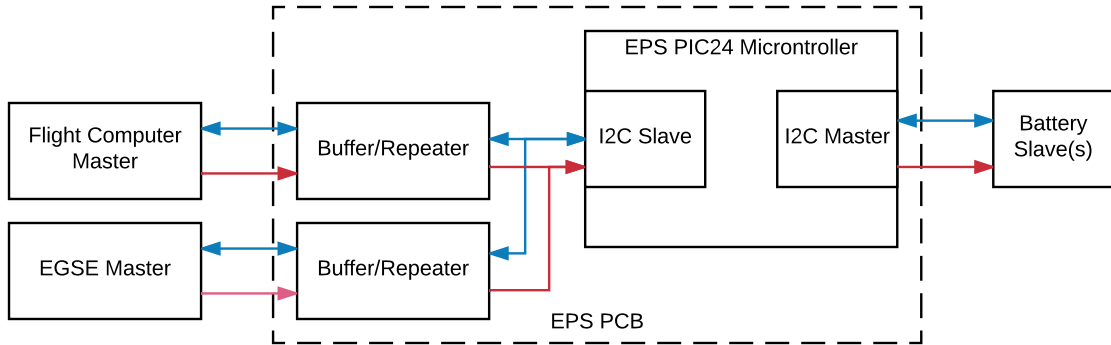 EPS PIC24 Microntroller
Flight Computer
Master
Buffer/Repeater
I2C Slave
I2C Master
Battery
Slave(s)
EGSE Master
Buffer/Repeater
EPS PCB